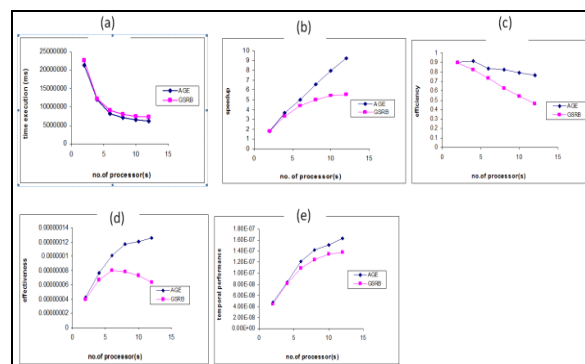 (a)
time execution (ms)
25000000
20000000
15000000
10000000
5000000
0
0 5 10 15
no.of processor(s)
AGE
GSRB
(b)
speedup
10
9
8
7
6
5
4
3
2
1
0
0 5 10 15
no. of processor(s)
AGE
GSRB
(c)
efficiency
1
0.9
0.8
0.7
0.6
0.5
0.4
0.3
0.2
0.1
0
0 5 10 15
no. of processor(s)
AGE
GSRB
(d)
effectiveness
0.00000014
0.00000012
0.0000001
0.00000008
0.00000006
0.00000004
0.00000002
0
0 5 10 15
no.of processor(s)
AGE
GSRB
(e)
temporal performance
1.80E-07
1.60E-07
1.40E-07
1.20E-07
1.00E-07
8.00E-08
6.00E-08
4.00E-08
2.00E-08
0.00E+00
0 5 10 15
no.of processor(s)
AGE
GSRB